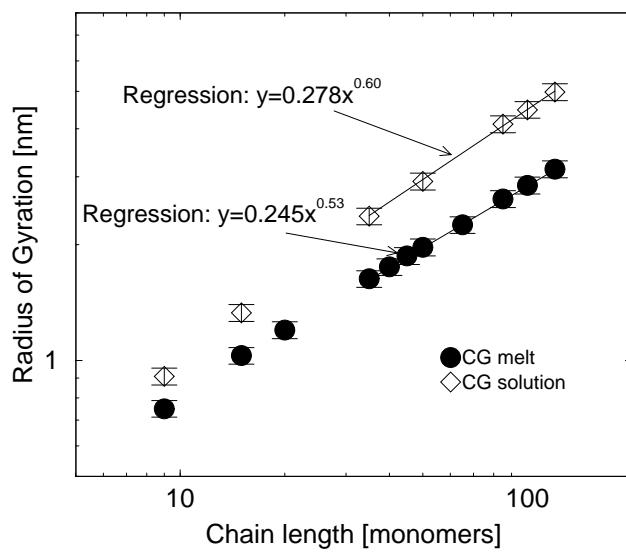 Regression: y=0.278x^0.60
Regression: y=0.245x^0.53
Radius of Gyration [nm]
1
CG melt
CG solution
10 100
Chain length [monomers]